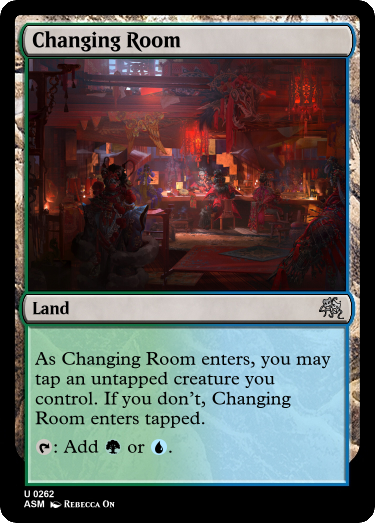 Changing Room
Land
As Changing Room enters, you may
tap an untapped creature you
control. If you don't, Changing
Room enters tapped.
: Add or .
U 0262
ASM Rebecca On